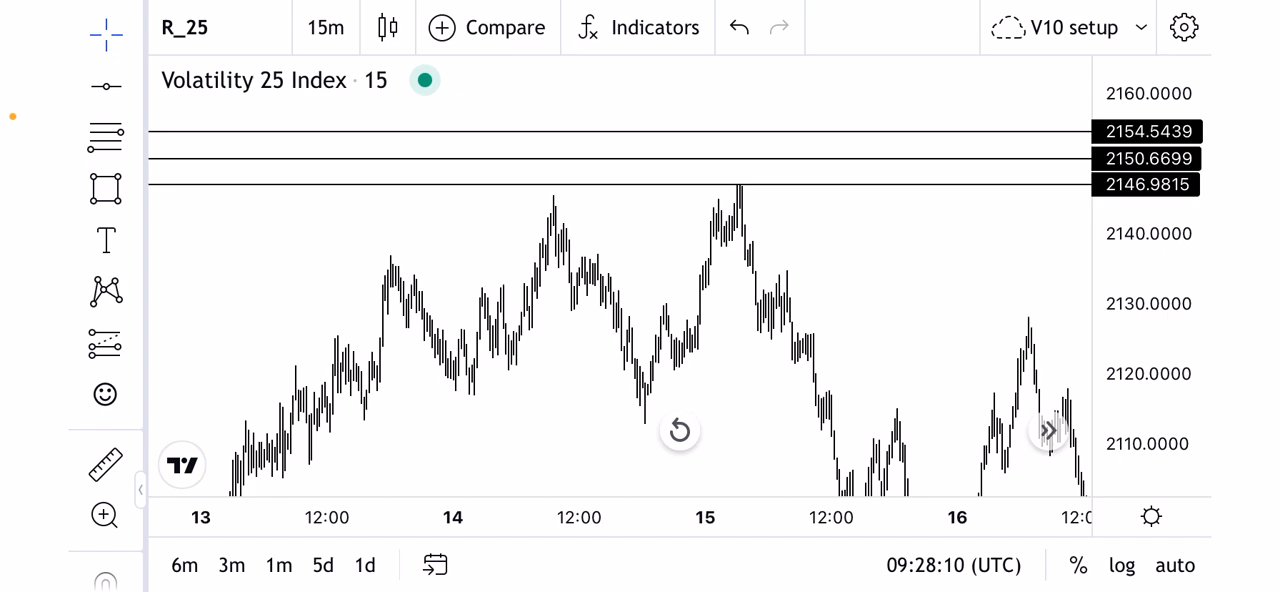 R_25 15m Compare Indicators V10 setup
Volatility 25 Index · 15
2160.0000
2154.5439
2150.6699
2146.9815
2140.0000
2130.0000
2120.0000
2110.0000
13 12:00 14 12:00 15 12:00 16 12:0
6m 3m 1m 5d 1d 09:28:10 (UTC) % log auto